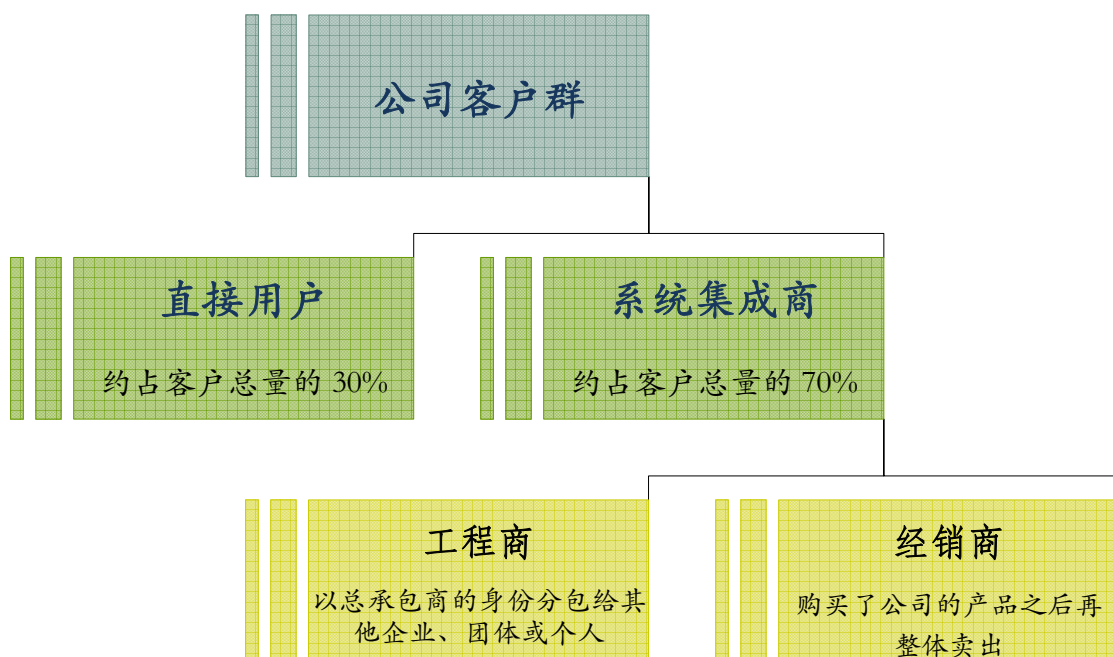 公司客户群
直接用户
约占客户总量的 30%
系统集成商
约占客户总量的 70%
工程商
以总承包商的身份分包给其
他企业、团体或个人
经销商
购买了公司的产品之后再
整体卖出